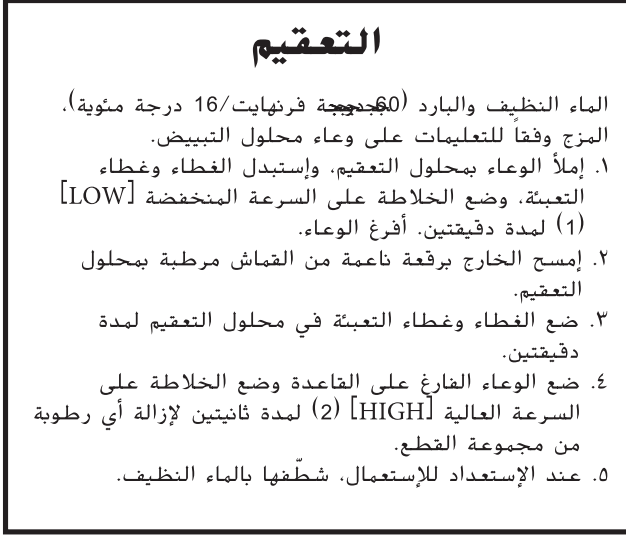 التعقيم
الماء النظيف والبارد (60 درجة فرنهايت/16 درجة مئوية)،
المزج وفقاً للتعليمات على وعاء محلول التبييض.
١. إملأ الوعاء بمحلول التعقيم، وإستبدل الغطاء وغطاء
التعبئة، وضع الخلاطة على السرعة المنخفضة [LOW]
(1) لمدة دقيقتين. أفرغ الوعاء.
٢. إمسح الخارج برقعة ناعمة من القماش مرطبة بمحلول
التعقيم.
٣. ضع الغطاء وغطاء التعبئة في محلول التعقيم لمدة
دقيقتين.
٤. ضع الوعاء الفارغ على القاعدة وضع الخلاطة على
السرعة العالية [HIGH] (2) لمدة ثانيتين لإزالة أي رطوبة
من مجموعة القطع.
٥. عند الإستعداد للإستعمال، شطّفها بالماء النظيف.